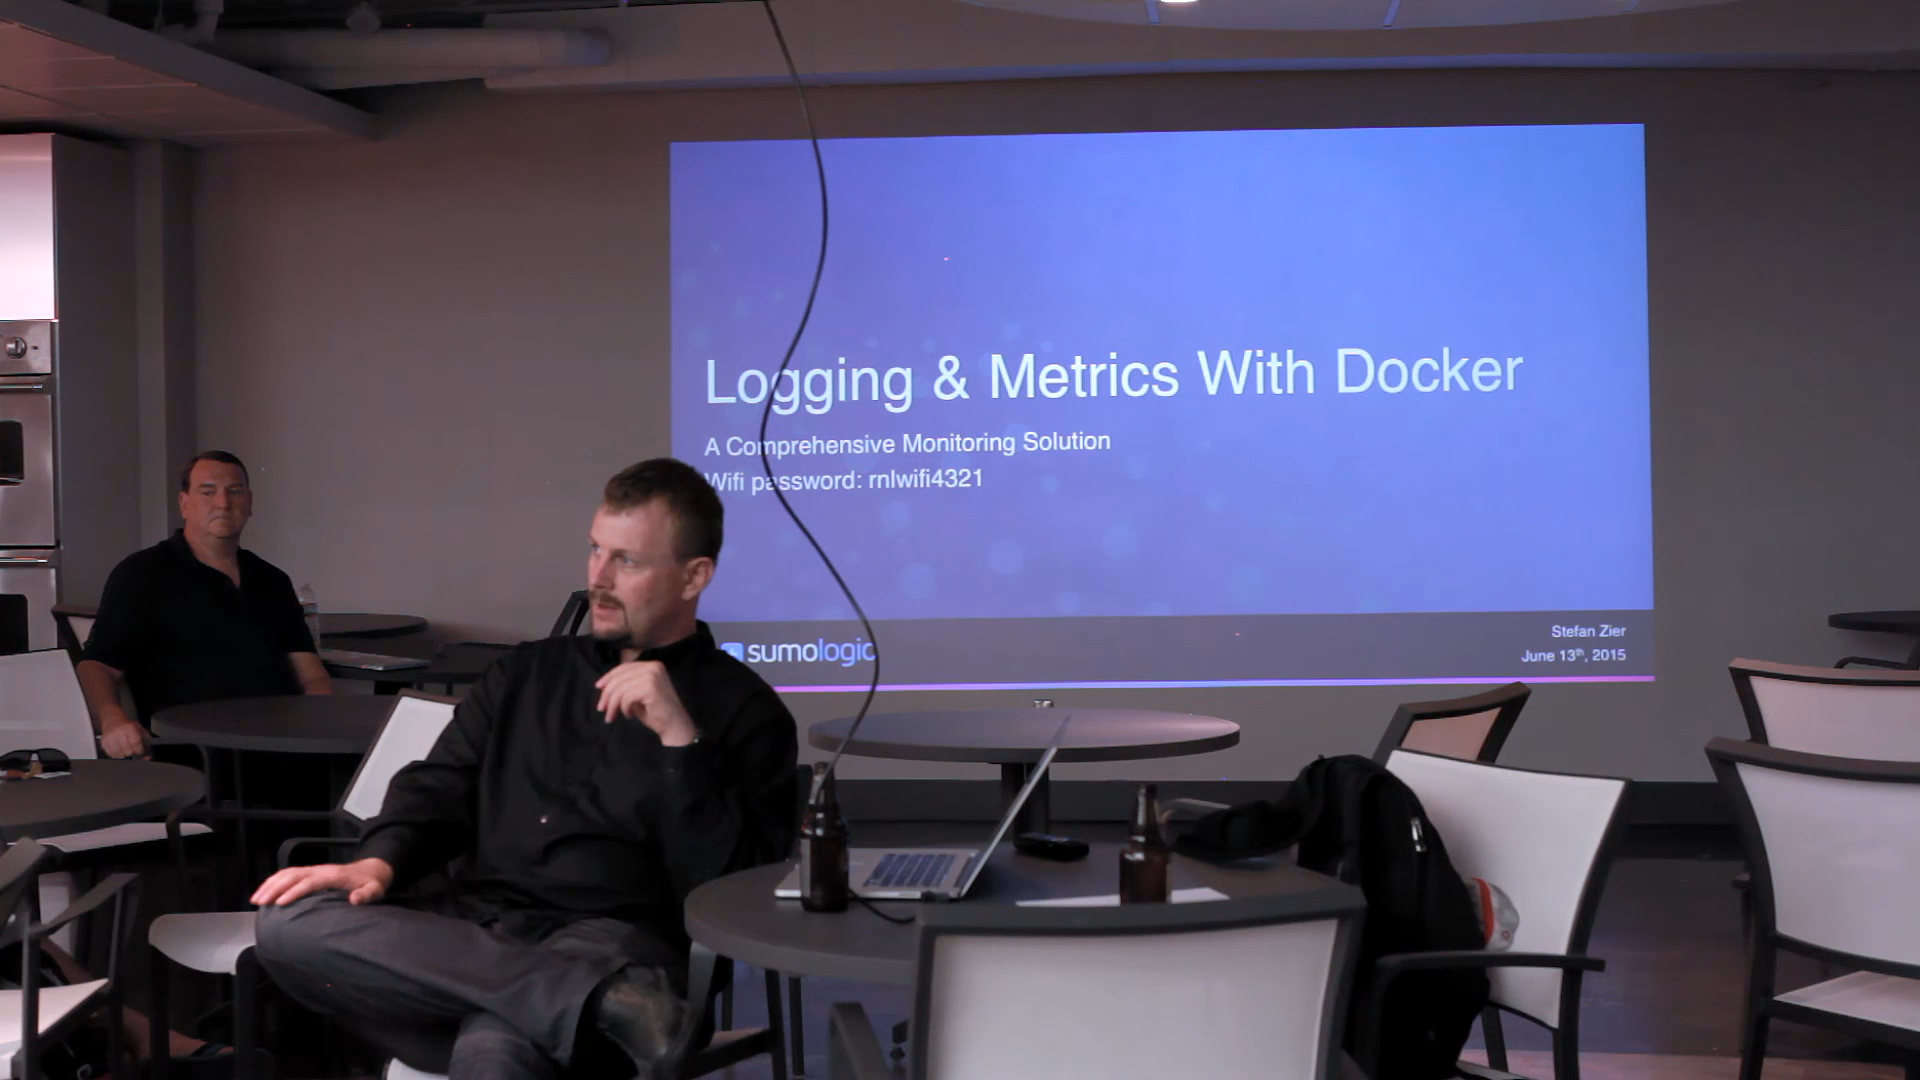 Logging & Metrics With Docker
A Comprehensive Monitoring Solution
Wifi password: rnlwifi4321
sumologic
Stefan Zier
June 13th, 2015